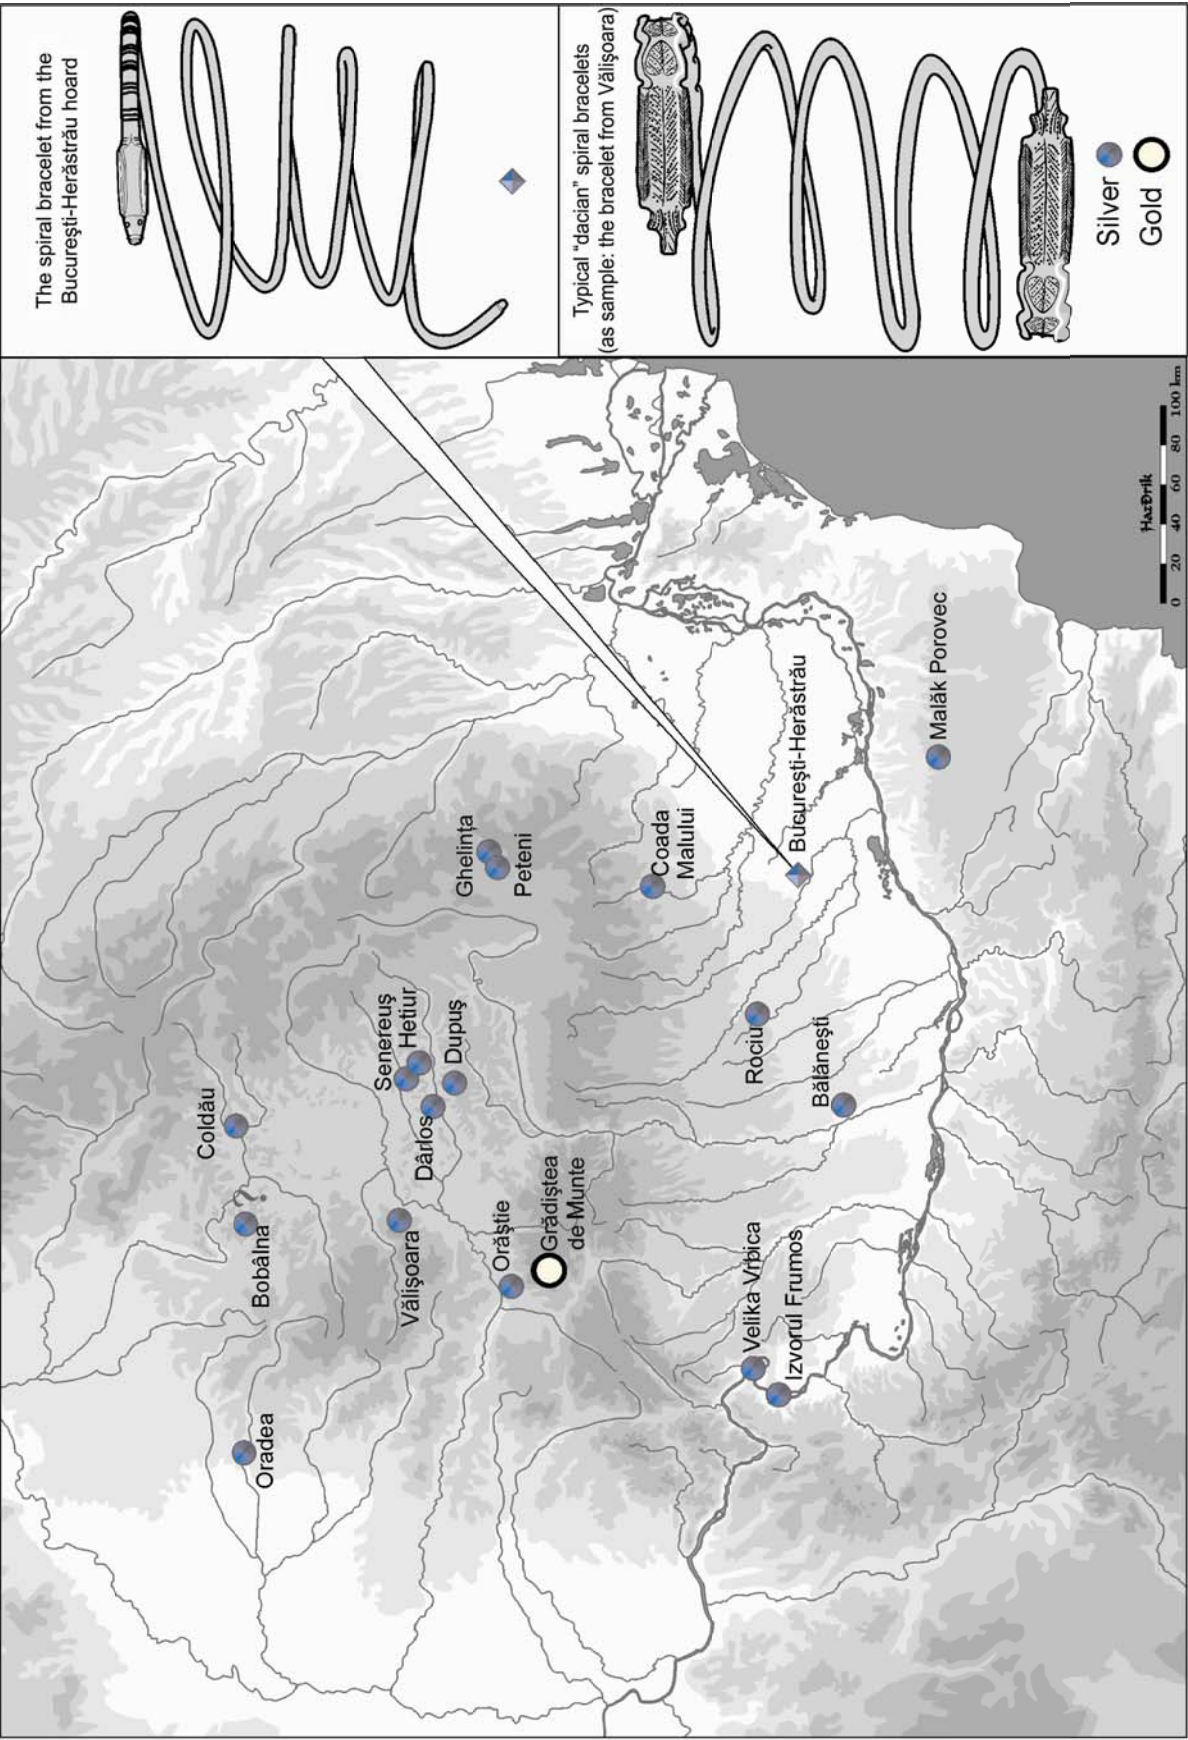 The spiral bracelet from the
Bucureşti-Herăstrău hoard
Typical “dacian” spiral bracelets
(as sample: the bracelet from Vălişoara)
Silver
Gold
Coldău
?
Bobâlna
Oradea
Senereuş
Hetiur
Dupuş
Dârlos
Vălişoara
Orăştie
Grădiştea
de Munte
Ghelinţa
Peteni
Coada
Malului
Bucureşti-Herăstrău
Rociu
Bălăneşti
Velika Vrbica
Izvorul Frumos
Malăk Porovec
HazDrik
0 20 40 60 80 100 km